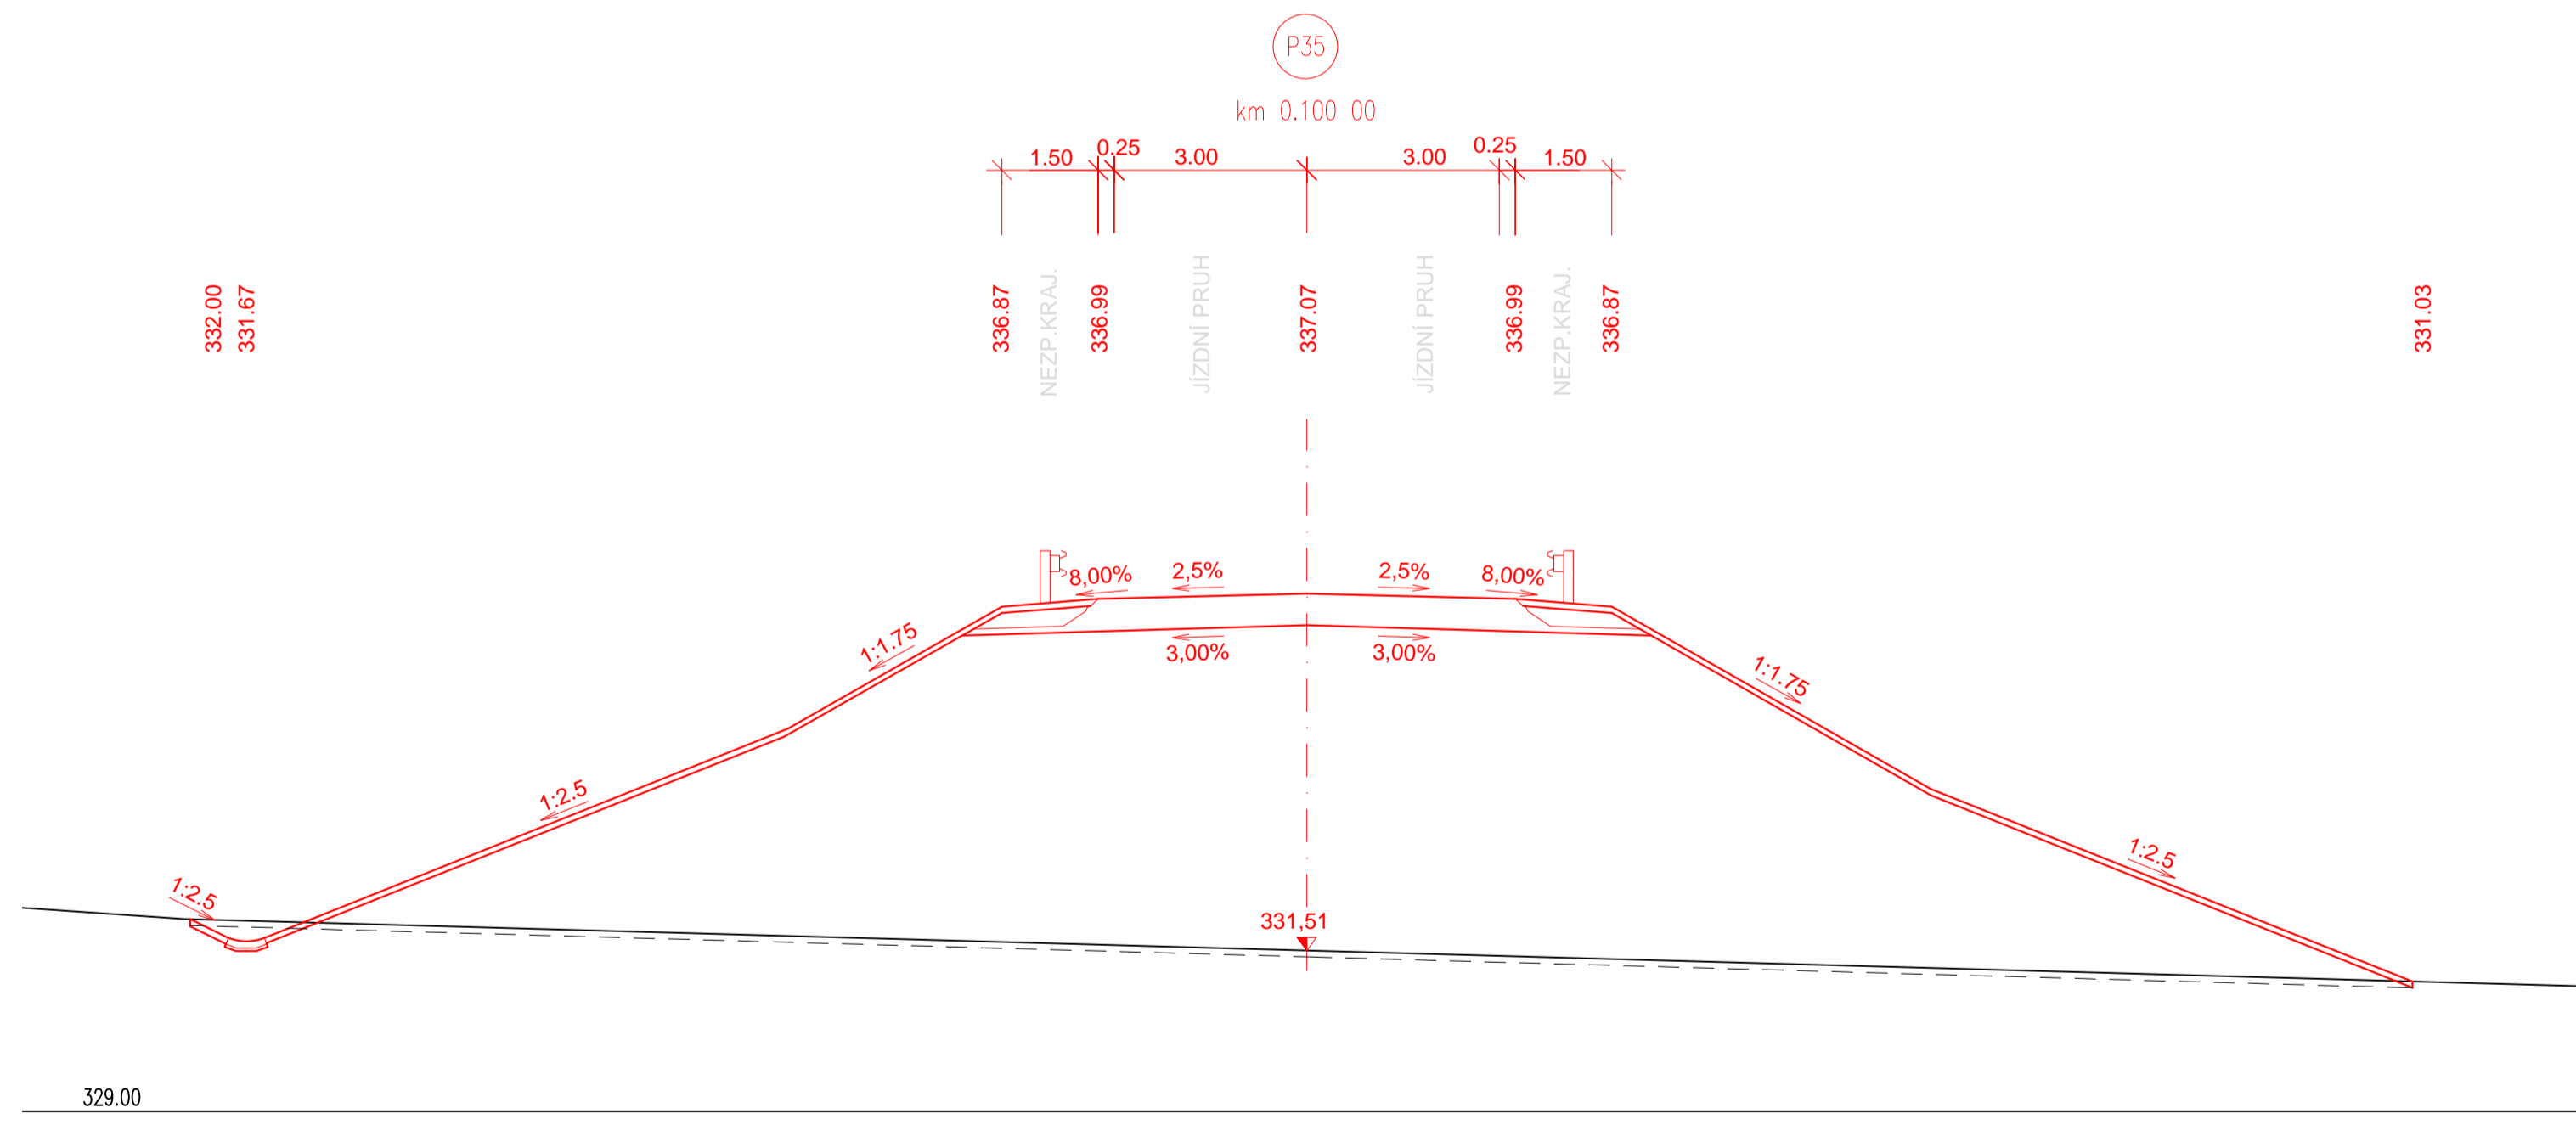 P35
km 0.100 00
1.50 0.25 3.00 3.00 0.25 1.50
332.00
331.67
336.87
NEZP.KRAJ.
336.99
JÍZDNÍ PRUH
337.07
JÍZDNÍ PRUH
336.99
NEZP.KRAJ.
336.87
331.03
8,00% 2,5% 2,5% 8,00%
1:1.75 3,00% 3,00% 1:1.75
1:2.5
1:2.5
1:2.5
331,51
329.00